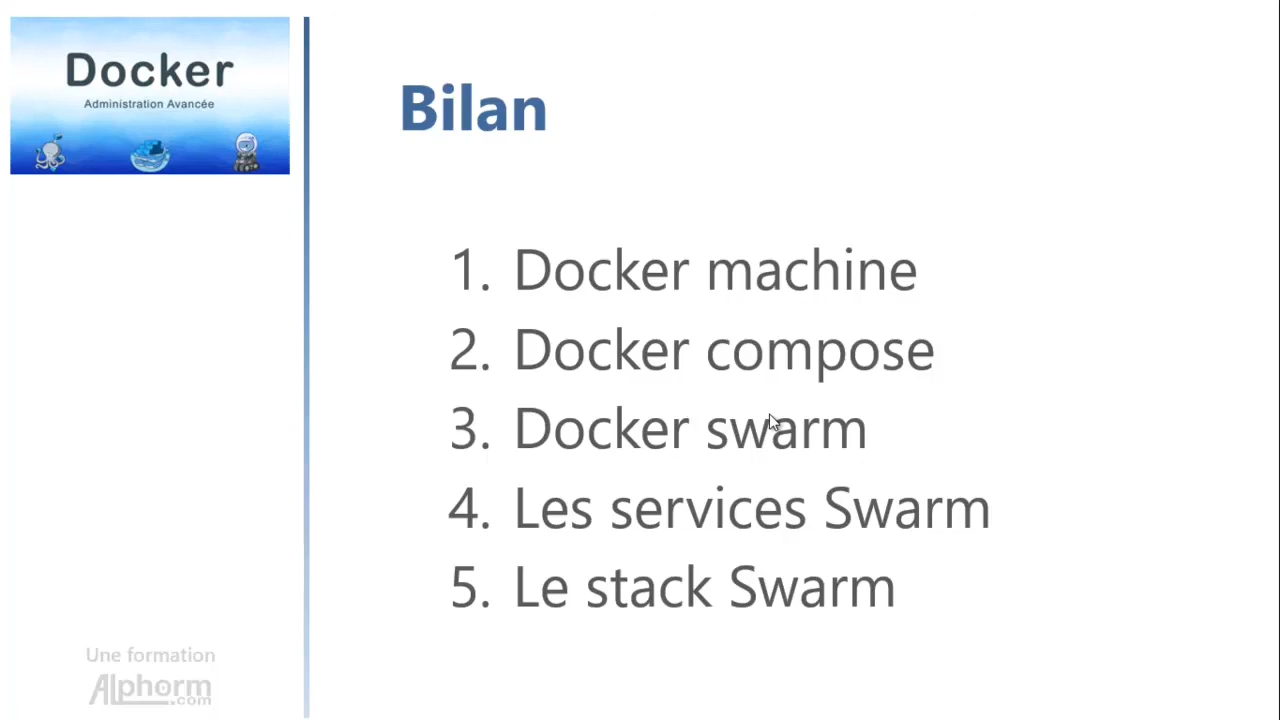 Docker
Administration Avancée
Bilan
1. Docker machine
2. Docker compose
3. Docker swarm
4. Les services Swarm
5. Le stack Swarm
Une formation
Alphorm
.com